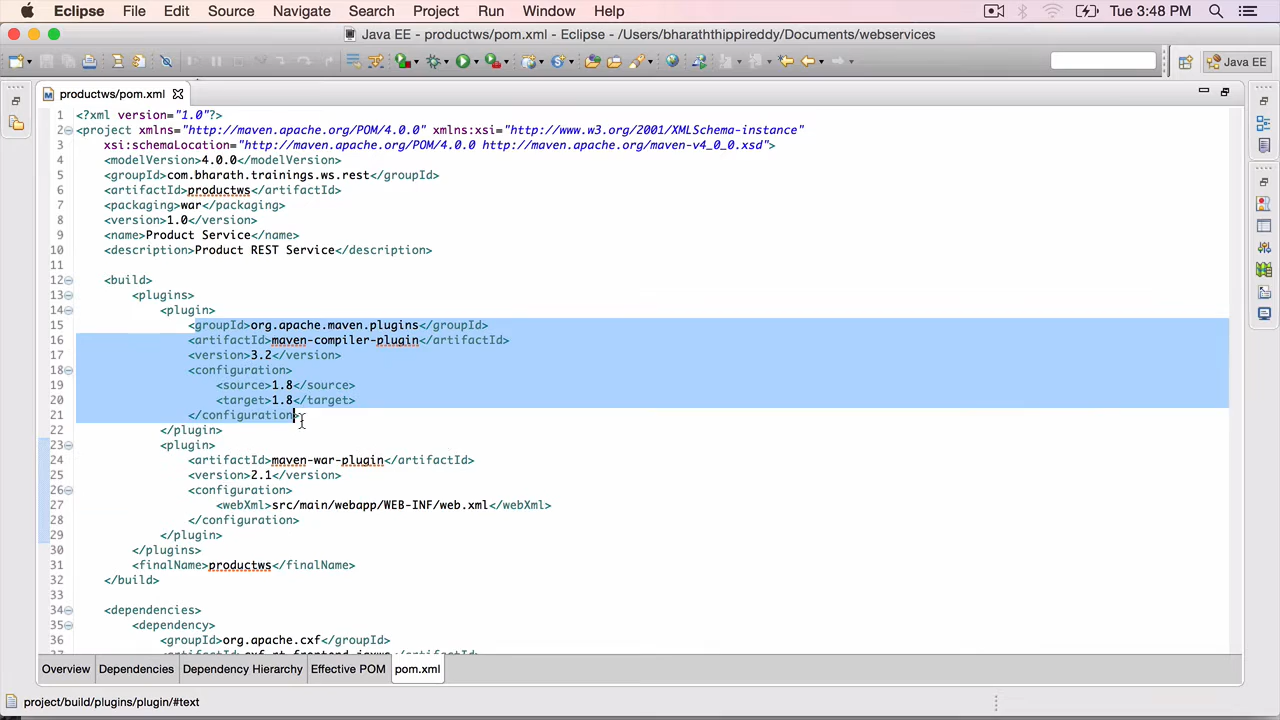 Eclipse File Edit Source Navigate Search Project Run Window Help Tue 3:48 PM
Java EE - productws/pom.xml - Eclipse - /Users/bharaththippireddy/Documents/webservices
Java EE
productws/pom.xml
1 <?xml version="1.0"?>
2 <project xmlns="http://maven.apache.org/POM/4.0.0" xmlns:xsi="http://www.w3.org/2001/XMLSchema-instance"
3 xsi:schemaLocation="http://maven.apache.org/POM/4.0.0 http://maven.apache.org/maven-v4_0_0.xsd">
4 <modelVersion>4.0.0</modelVersion>
5 <groupId>com.bharath.trainings.ws.rest</groupId>
6 <artifactId>productws</artifactId>
7 <packaging>war</packaging>
8 <version>1.0</version>
9 <name>Product Service</name>
10 <description>Product REST Service</description>
11
12 <build>
13 <plugins>
14 <plugin>
15 <groupId>org.apache.maven.plugins</groupId>
16 <artifactId>maven-compiler-plugin</artifactId>
17 <version>3.2</version>
18 <configuration>
19 <source>1.8</source>
20 <target>1.8</target>
21 </configuration>
22 </plugin>
23 <plugin>
24 <artifactId>maven-war-plugin</artifactId>
25 <version>2.1</version>
26 <configuration>
27 <webXml>src/main/webapp/WEB-INF/web.xml</webXml>
28 </configuration>
29 </plugin>
30 </plugins>
31 <finalName>productws</finalName>
32 </build>
33
34 <dependencies>
35 <dependency>
36 <groupId>org.apache.cxf</groupId>
Overview Dependencies Dependency Hierarchy Effective POM pom.xml
project/build/plugins/plugin/#text